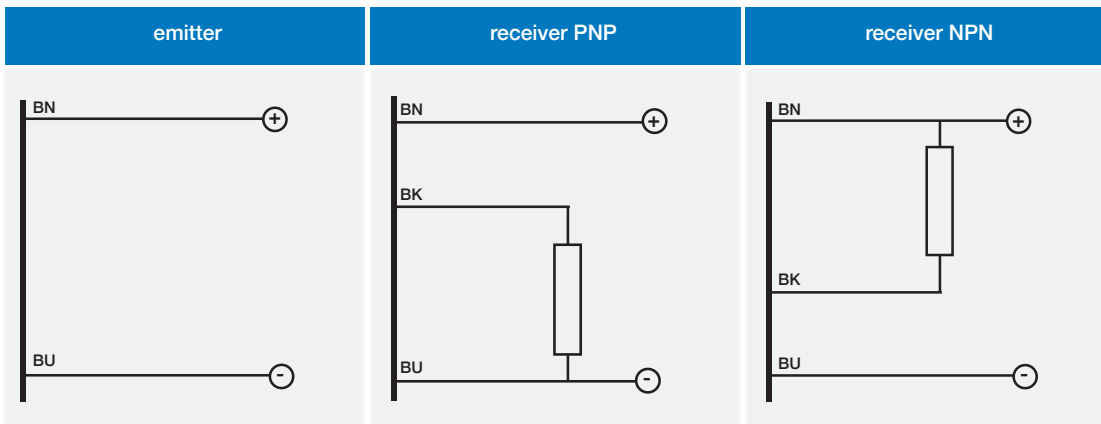 emitter
receiver PNP
receiver NPN
BN
+
BU
-
BN
+
BK
BU
-
BN
+
BK
BU
-